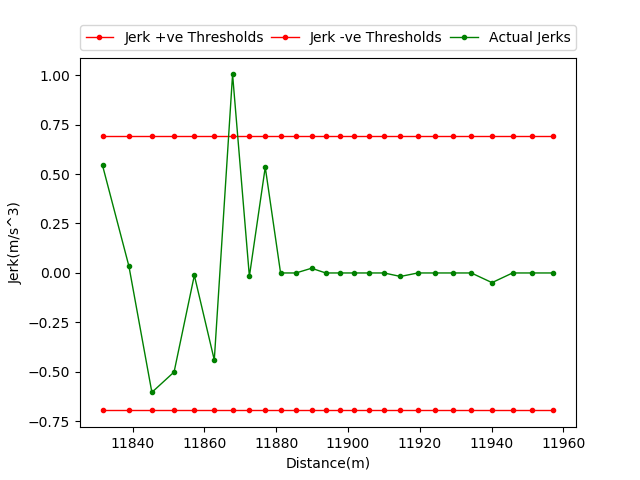 Jerk +ve Thresholds Jerk -ve Thresholds Actual Jerks
1.00
0.75
0.50
0.25
0.00
−0.25
−0.50
−0.75
Jerk(m/s^3)
11840 11860 11880 11900 11920 11940 11960
Distance(m)